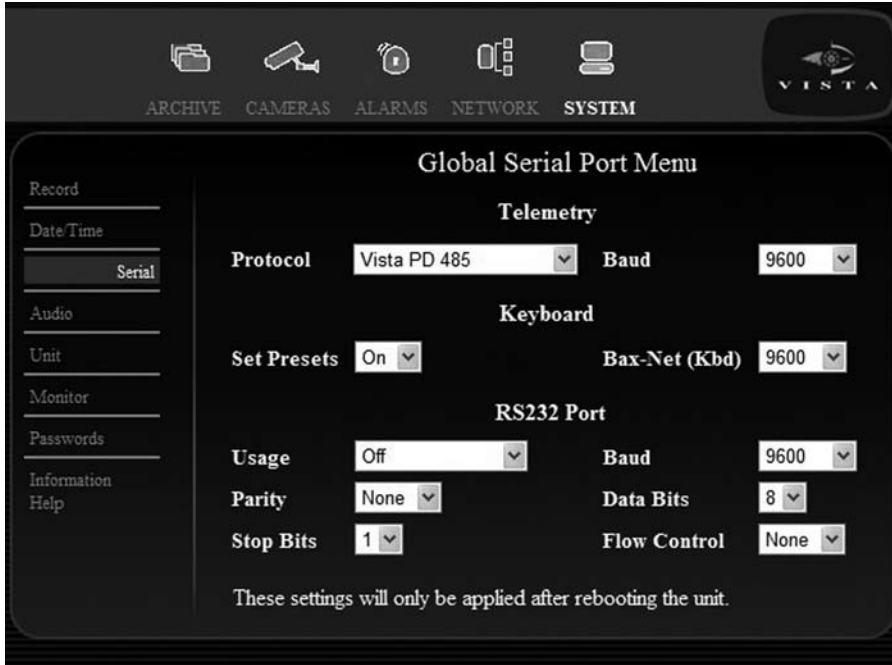 ARCHIVE CAMERAS ALARMS NETWORK SYSTEM
VISTA
Global Serial Port Menu
Record
Date/Time
Serial
Audio
Unit
Monitor
Passwords
Information
Help
Telemetry
Protocol Vista PD 485 Baud 9600
Keyboard
Set Presets On Bax-Net (Kbd) 9600
RS232 Port
Usage Off Baud 9600
Parity None Data Bits 8
Stop Bits 1 Flow Control None
These settings will only be applied after rebooting the unit.